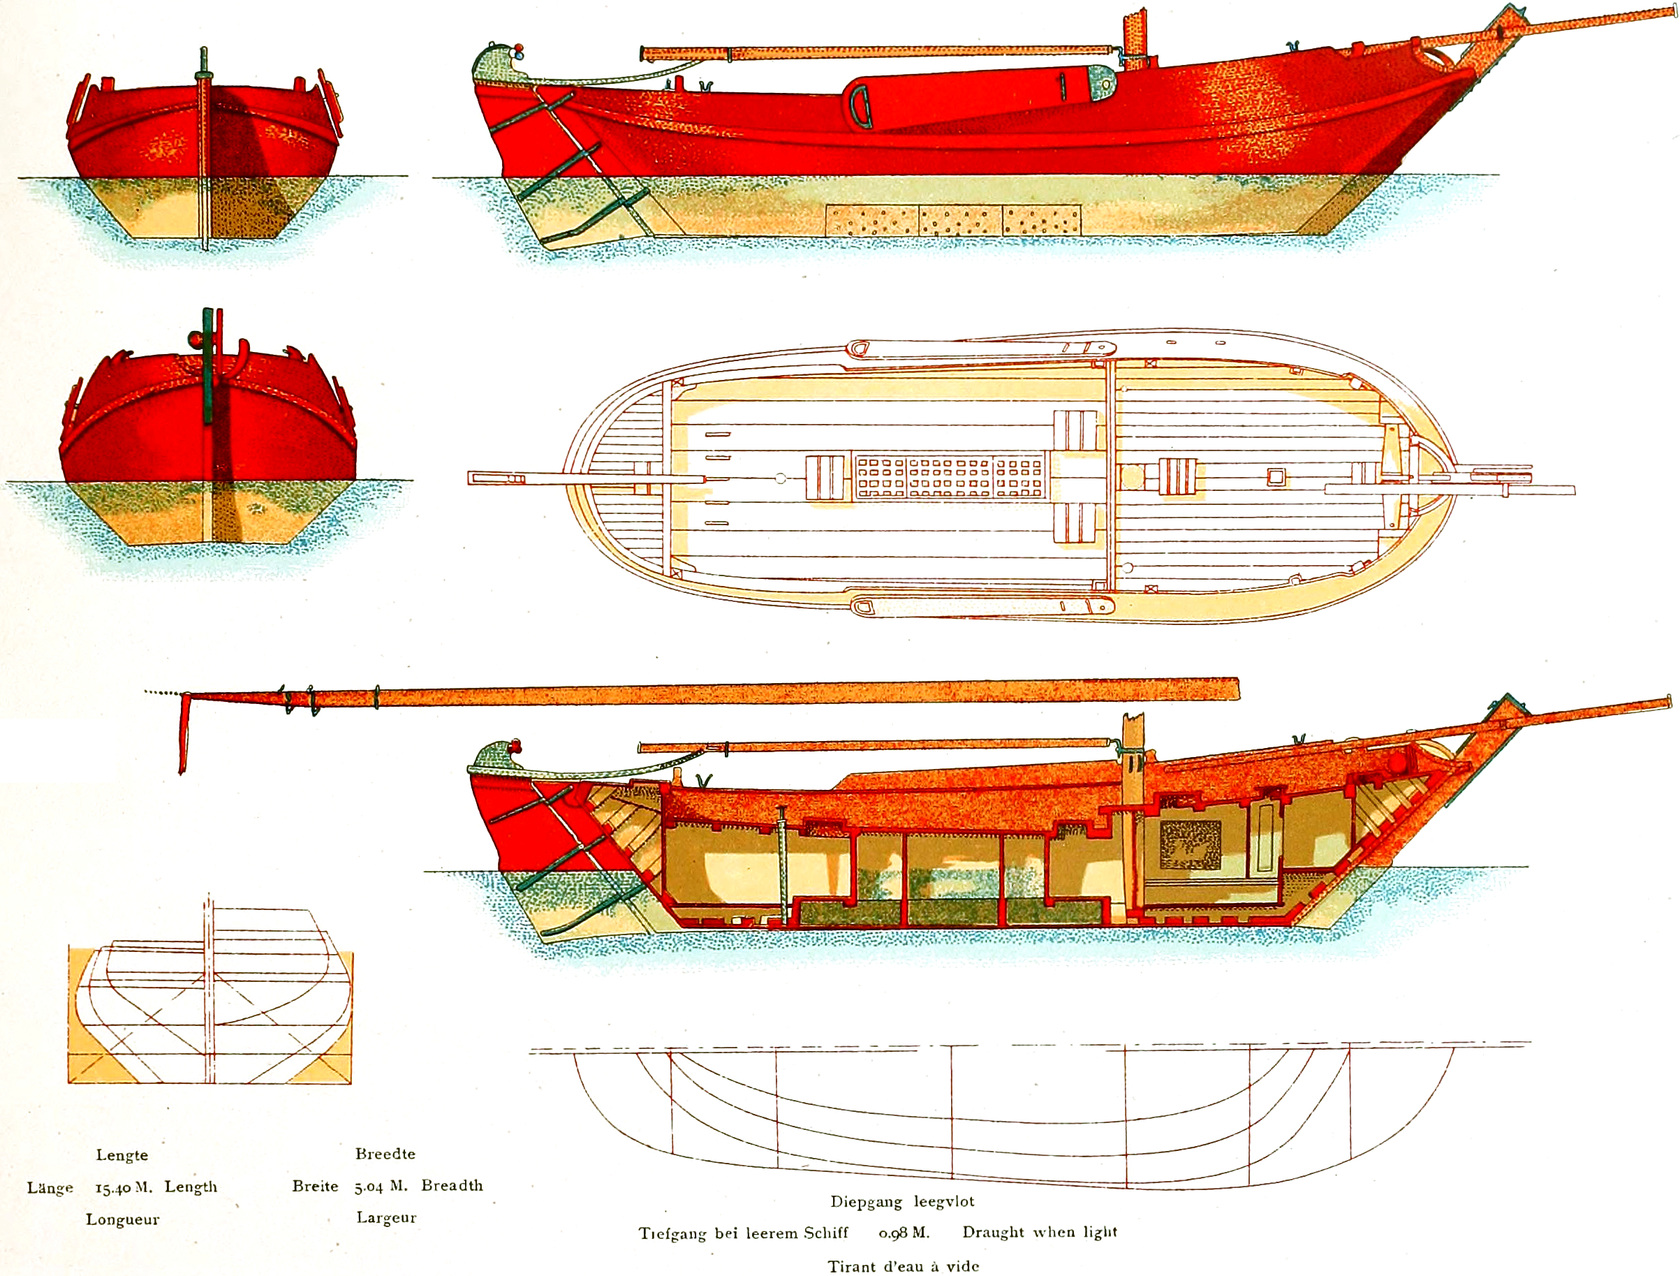 Lengte
Länge 15.40 M. Length
Longueur
Breedte
Breite 5.04 M. Breadth
Largeur
Diepgang leegvlot
Tiefgang bei leerem Schiff 0.98 M. Draught when light
Tirant d'eau à vide